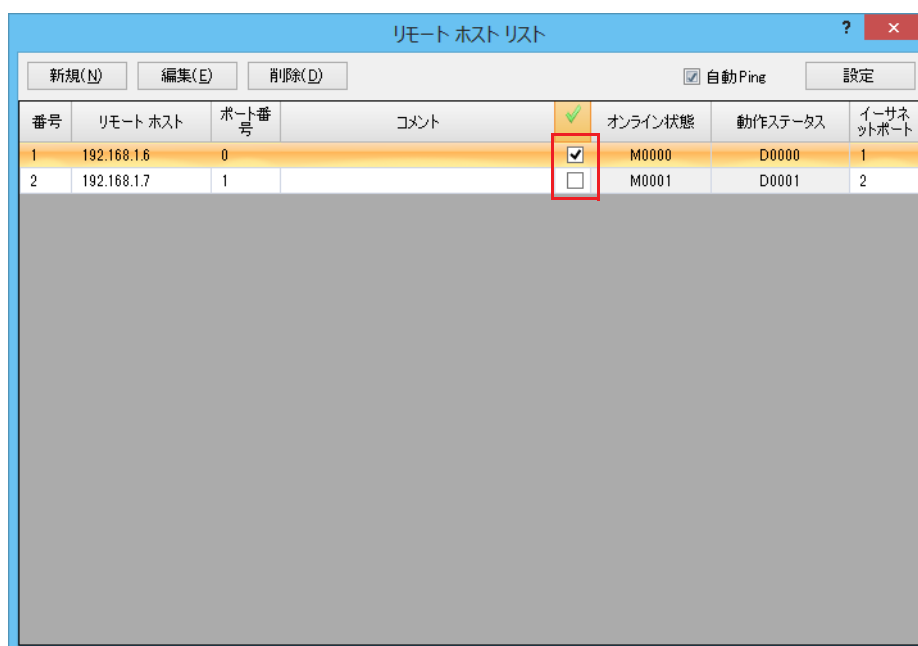 リモート ホスト リスト ? ×
新規(N) 編集(E) 削除(D) 自動Ping 設定
番号 リモート ホスト ポート番号 コメント オンライン状態 動作ステータス イーサネットポート
1 192.168.1.6 0 M0000 D0000 1
2 192.168.1.7 1 M0001 D0001 2